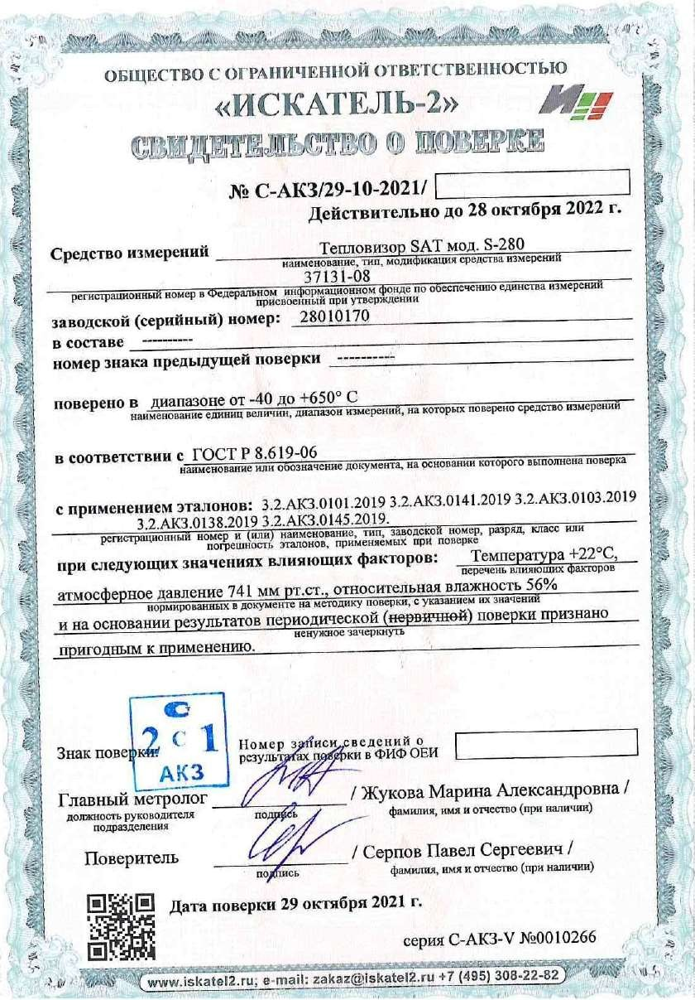 ОБЩЕСТВО С ОГРАНИЧЕННОЙ ОТВЕТСТВЕННОСТЬЮ
«ИСКАТЕЛЬ-2»
СВИДЕТЕЛЬСТВО О ПОВЕРКЕ
№ С-АКЗ/29-10-2021/
Действительно до 28 октября 2022 г.
Средство измерений Тепловизор SAT мод. S-280
наименование, тип, модификация средства измерений
37131-08
регистрационный номер в Федеральном информационном фонде по обеспечению единства измерений
присвоенный при утверждении
заводской (серийный) номер: 28010170
в составе ----------
номер знака предыдущей поверки ----------
поверено в диапазоне от -40 до +650° С
наименование единиц величин, диапазон измерений, на которых поверено средство измерений
в соответствии с ГОСТ Р 8.619-06
наименование или обозначение документа, на основании которого выполнена поверка
с применением эталонов: 3.2.АКЗ.0101.2019 3.2.АКЗ.0141.2019 3.2.АКЗ.0103.2019
3.2.АКЗ.0138.2019 3.2.АКЗ.0145.2019.
регистрационный номер и (или) наименование, тип, заводской номер, разряд, класс или
погрешность эталонов, применяемых при поверке
при следующих значениях влияющих факторов: Температура +22°С,
перечень влияющих факторов
атмосферное давление 741 мм рт.ст., относительная влажность 56%
нормированных в документе на методику поверки, с указанием их значений
и на основании результатов периодической (первичной) поверки признано
ненужное зачеркнуть
пригодным к применению.
2 С 1
АКЗ
Знак поверки:
Номер записи сведений о
результатах поверки в ФИФ ОЕИ
Главный метролог / Жукова Марина Александровна /
должность руководителя
подразделения
подпись
фамилия, имя и отчество (при наличии)
Поверитель / Серпов Павел Сергеевич /
подпись
фамилия, имя и отчество (при наличии)
Дата поверки 29 октября 2021 г.
серия С-АКЗ-V №0010266
www.iskatel2.ru; e-mail: zakaz@iskatel2.ru +7 (495) 308-22-82